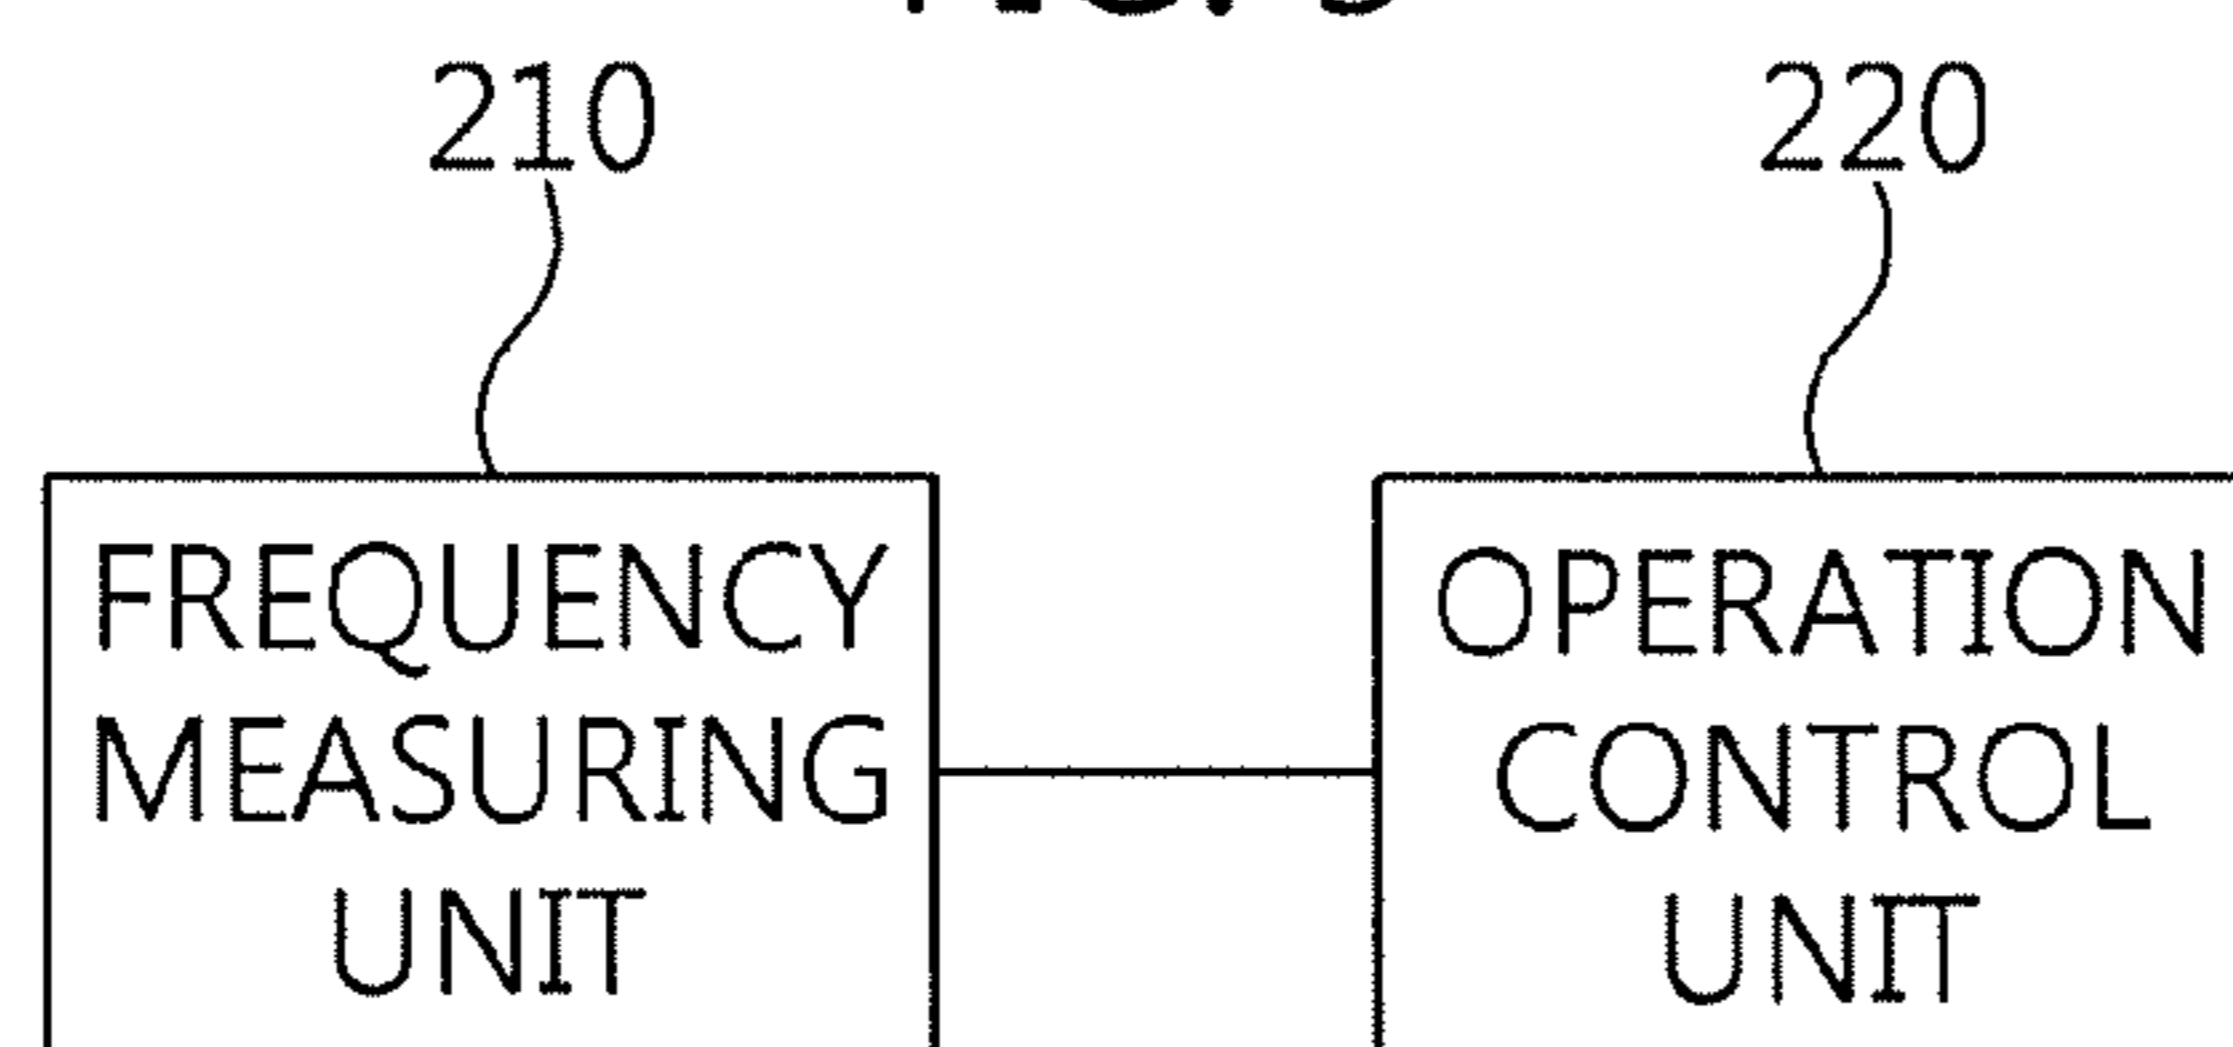 210
220
FREQUENCY
MEASURING
UNIT
OPERATION
CONTROL
UNIT